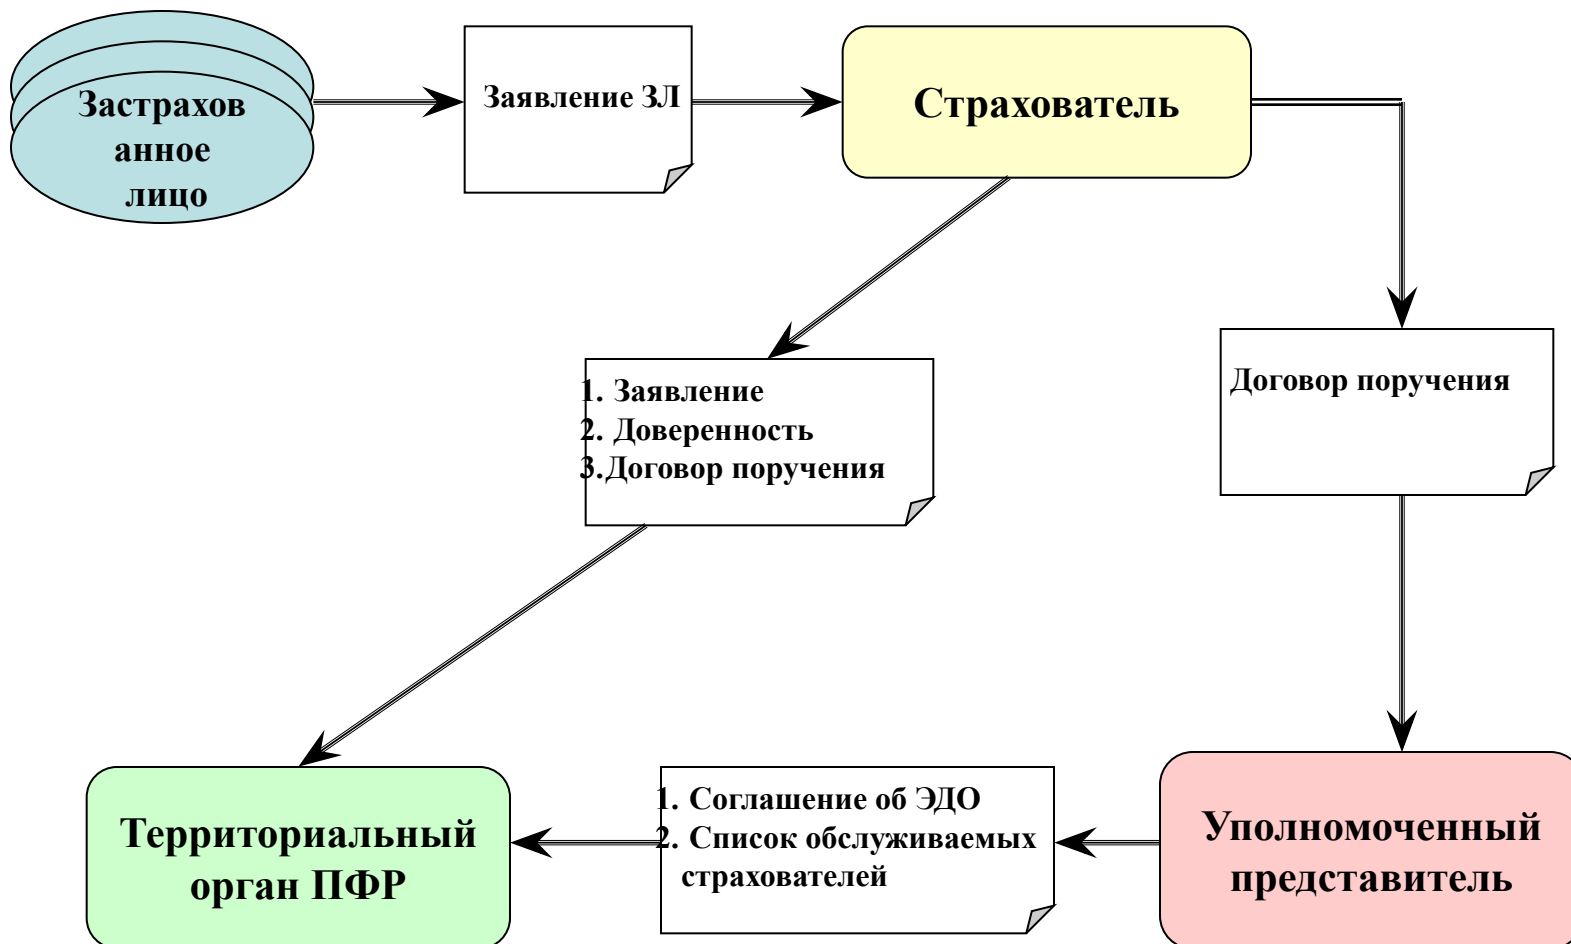 Застрахов
анное
лицо
Заявление ЗЛ
Страхователь
1. Заявление
2. Доверенность
3.Договор поручения
Договор поручения
Территориальный
орган ПФР
1. Соглашение об ЭДО
2. Список обслуживаемых
страхователей
Уполномоченный
представитель